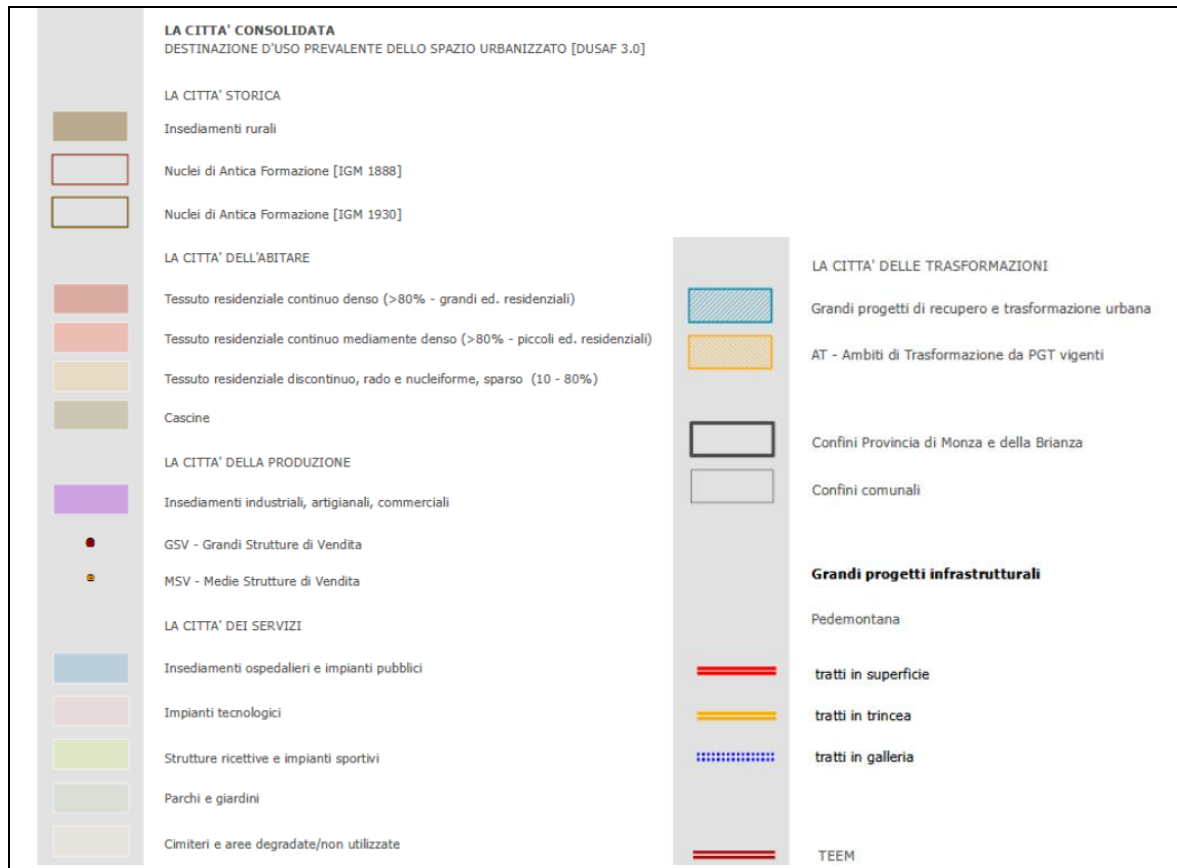 LA CITTA' CONSOLIDATA
DESTINAZIONE D'USO PREVALENTE DELLO SPAZIO URBANIZZATO [DUSAF 3.0]
LA CITTA' STORICA
Insediamenti rurali
Nuclei di Antica Formazione [IGM 1888]
Nuclei di Antica Formazione [IGM 1930]
LA CITTA' DELL'ABITARE
Tessuto residenziale continuo denso (>80% - grandi ed. residenziali)
Tessuto residenziale continuo mediamente denso (>80% - piccoli ed. residenziali)
Tessuto residenziale discontinuo, rado e nucleiforme, sparso (10 - 80%)
Cascine
LA CITTA' DELLA PRODUZIONE
Insediamenti industriali, artigianali, commerciali
GSV - Grandi Strutture di Vendita
MSV - Medie Strutture di Vendita
LA CITTA' DEI SERVIZI
Insediamenti ospedalieri e impianti pubblici
Impianti tecnologici
Strutture ricettive e impianti sportivi
Parchi e giardini
Cimiteri e aree degradate/non utilizzate
LA CITTA' DELLE TRASFORMAZIONI
Grandi progetti di recupero e trasformazione urbana
AT - Ambiti di Trasformazione da PGT vigenti
Confini Provincia di Monza e della Brianza
Confini comunali
Grandi progetti infrastrutturali
Pedemontana
tratti in superficie
tratti in trincea
tratti in galleria
TEEM